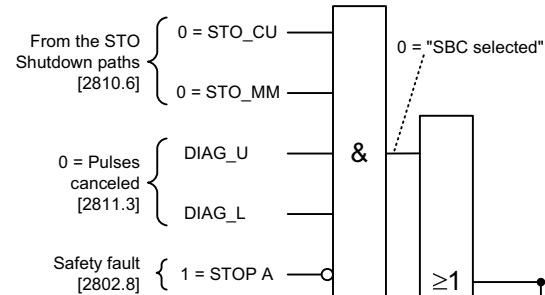 From the STO
Shutdown paths
[2810.6]
0 = STO_CU
0 = STO_MM
0 = "SBC selected"
0 = Pulses
canceled
[2811.3]
DIAG_U
DIAG_L
&
Safety fault
[2802.8]
1 = STOP A
≥1